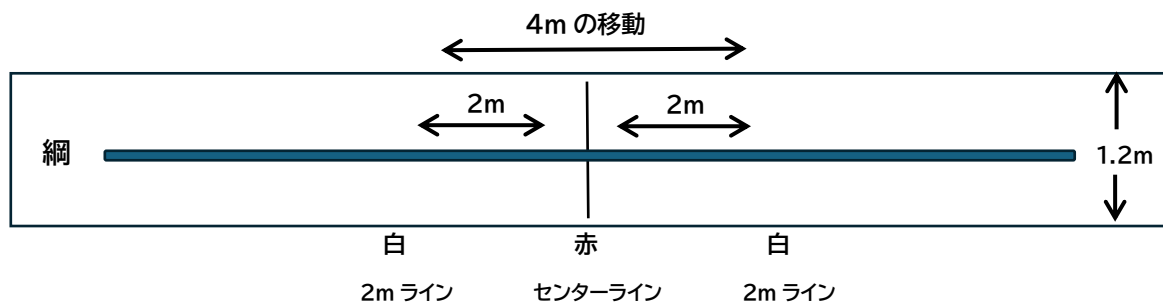 4m の移動
2m 2m
綱
1.2m
白 赤 白
2m ライン センターライン 2m ライン